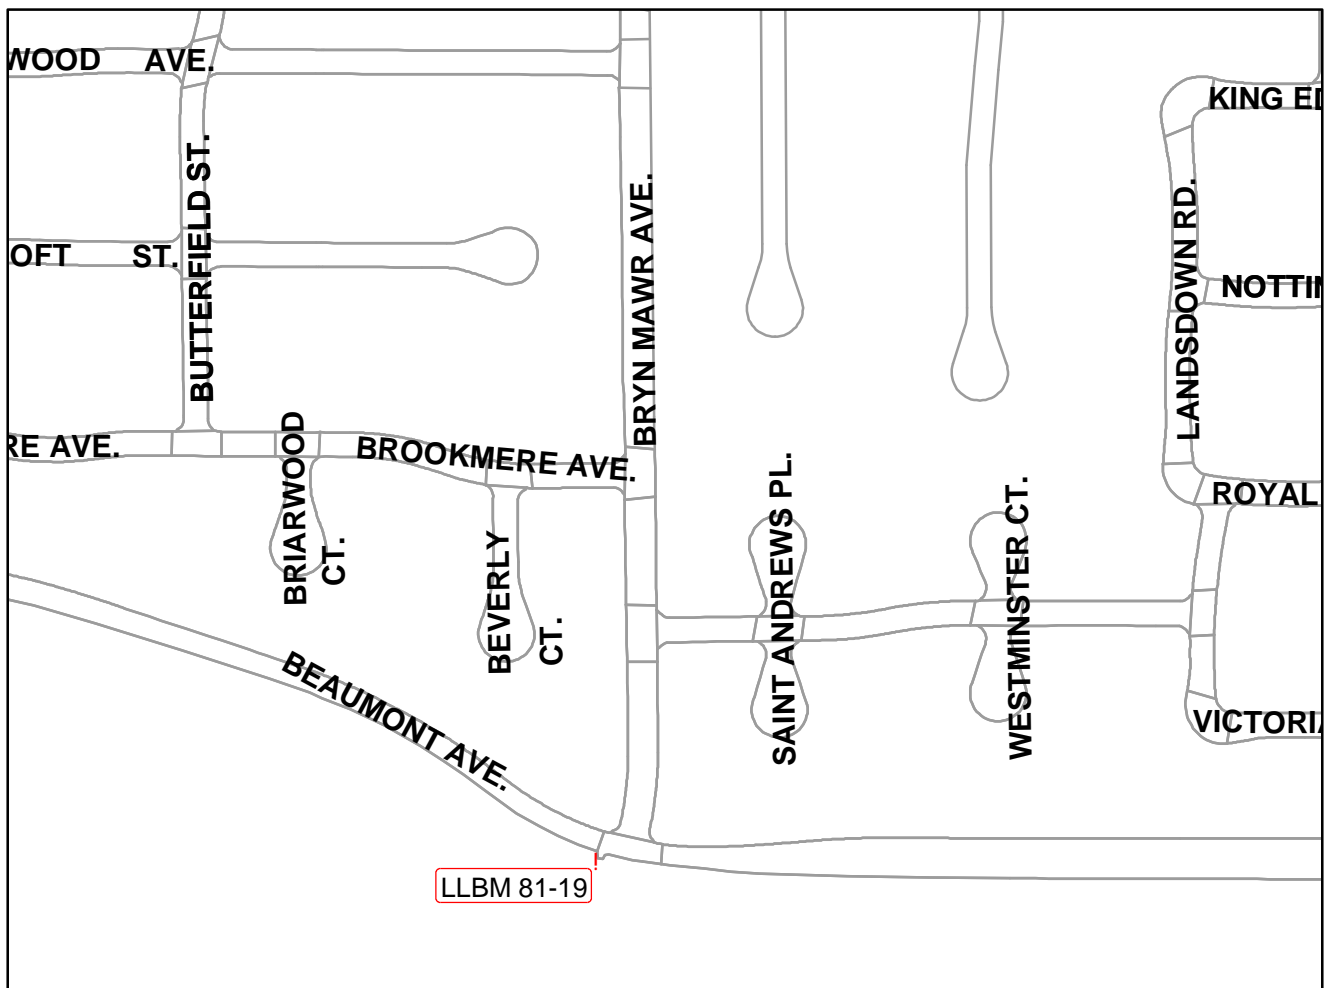 WOOD AVE.
KING ED
BUTTERFIELD ST.
BRYN MAWR AVE.
LANDSDOWN RD.
OFT ST.
NOTTIN
RE AVE.
BRIARWOOD
CT.
BROOKMERE AVE.
SAINT ANDREWS PL.
WESTMINSTER CT.
ROYAL
BEVERLY
CT.
BEAUMONT AVE.
VICTORIA
LLBM 81-19